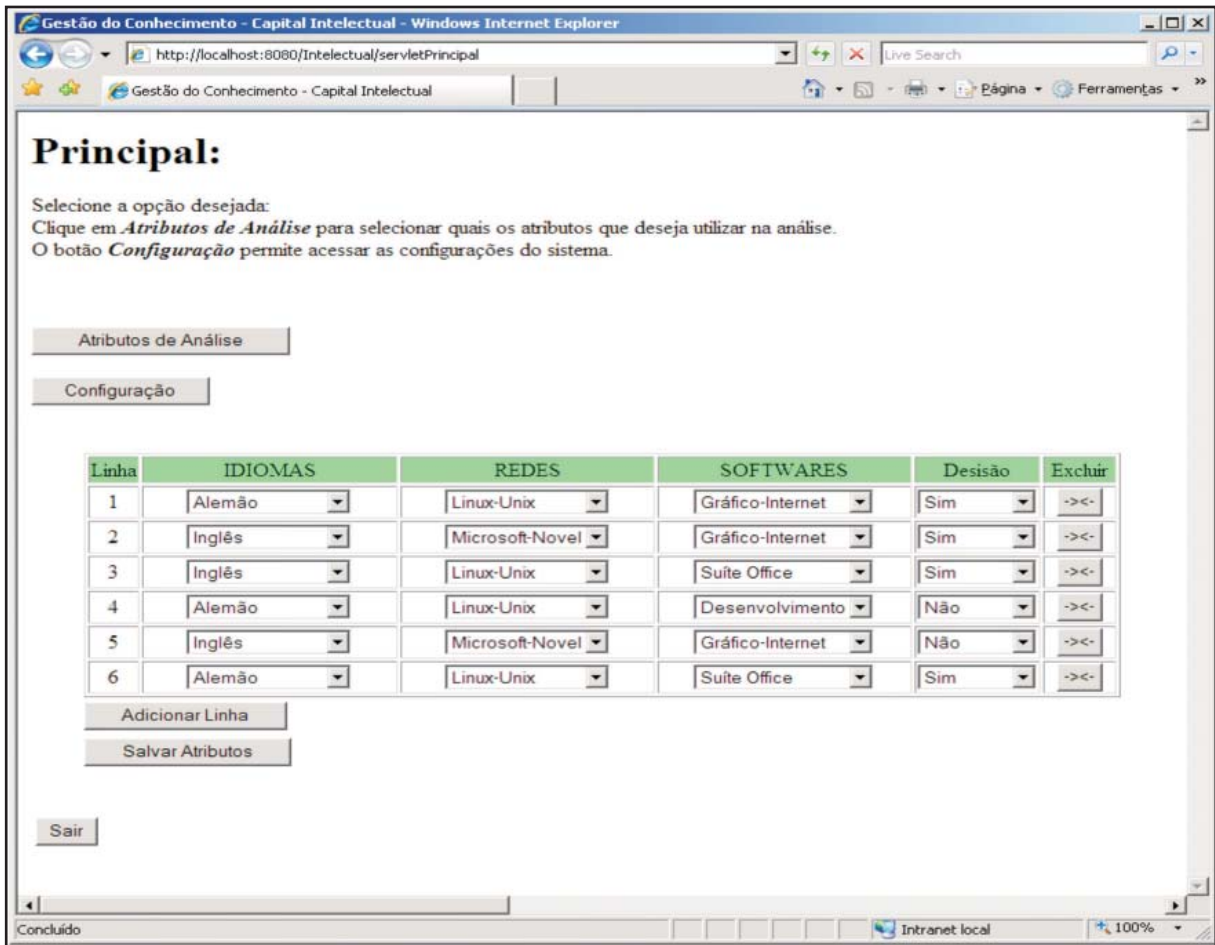 Gestão do Conhecimento - Capital Intelectual - Windows Internet Explorer
http://localhost:8080/Intelectual/servletPrincipal Live Search
Gestão do Conhecimento - Capital Intelectual Página Ferramentas »
Principal:
Selecione a opção desejada:
Clique em Atributos de Análise para selecionar quais os atributos que deseja utilizar na análise.
O botão Configuração permite acessar as configurações do sistema.
Atributos de Análise
Configuração
Linha IDIOMAS REDES SOFTWARES Desisão Excluir
1 Alemão Linux-Unix Gráfico-Internet Sim -><-
2 Inglês Microsoft-Novel Gráfico-Internet Sim -><-
3 Inglês Linux-Unix Suíte Office Sim -><-
4 Alemão Linux-Unix Desenvolvimento Não -><-
5 Inglês Microsoft-Novel Gráfico-Internet Não -><-
6 Alemão Linux-Unix Suíte Office Sim -><-
Adicionar Linha
Salvar Atributos
Sair
Concluído Intranet local 100%